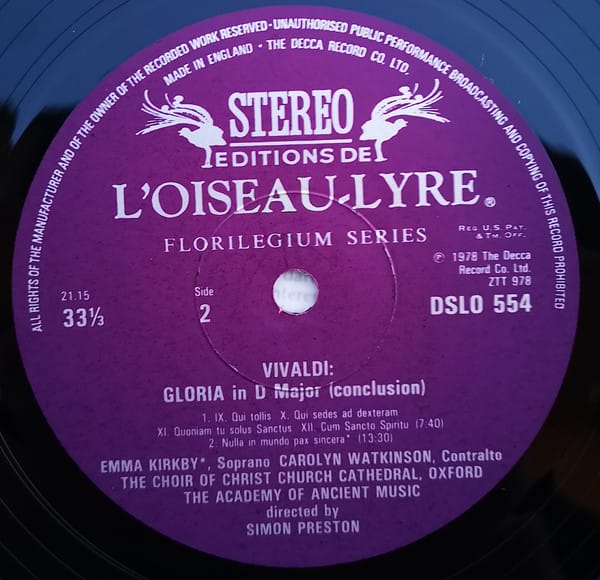 ALL RIGHTS OF THE MANUFACTURER AND OF THE OWNER OF THE RECORDED WORK RESERVED · UNAUTHORISED PUBLIC PERFORMANCE BROADCASTING AND COPYING OF THIS RECORD PROHIBITED
MADE IN ENGLAND · THE DECCA RECORD CO. LTD.
STEREO
EDITIONS DE
L'OISEAU-LYRE®
FLORILEGIUM SERIES
REG U.S. PAT.
& TM. OFF.
℗ 1978 The Decca
Record Co. Ltd.
ZTT 978
21.15
33⅓
Side
2
DSLO 554
VIVALDI:
GLORIA in D Major (conclusion)
1. IX. Qui tollis X. Qui sedes ad dexteram
XI. Quoniam tu solus Sanctus XII. Cum Sancto Spiritu (7:40)
2. Nulla in mundo pax sincera* (13:30)
EMMA KIRKBY*, Soprano CAROLYN WATKINSON, Contralto
THE CHOIR OF CHRIST CHURCH CATHEDRAL, OXFORD
THE ACADEMY OF ANCIENT MUSIC
directed by
SIMON PRESTON